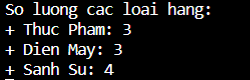 So luong cac loai hang:
+ Thuc Pham: 3
+ Dien May: 3
+ Sanh Su: 4